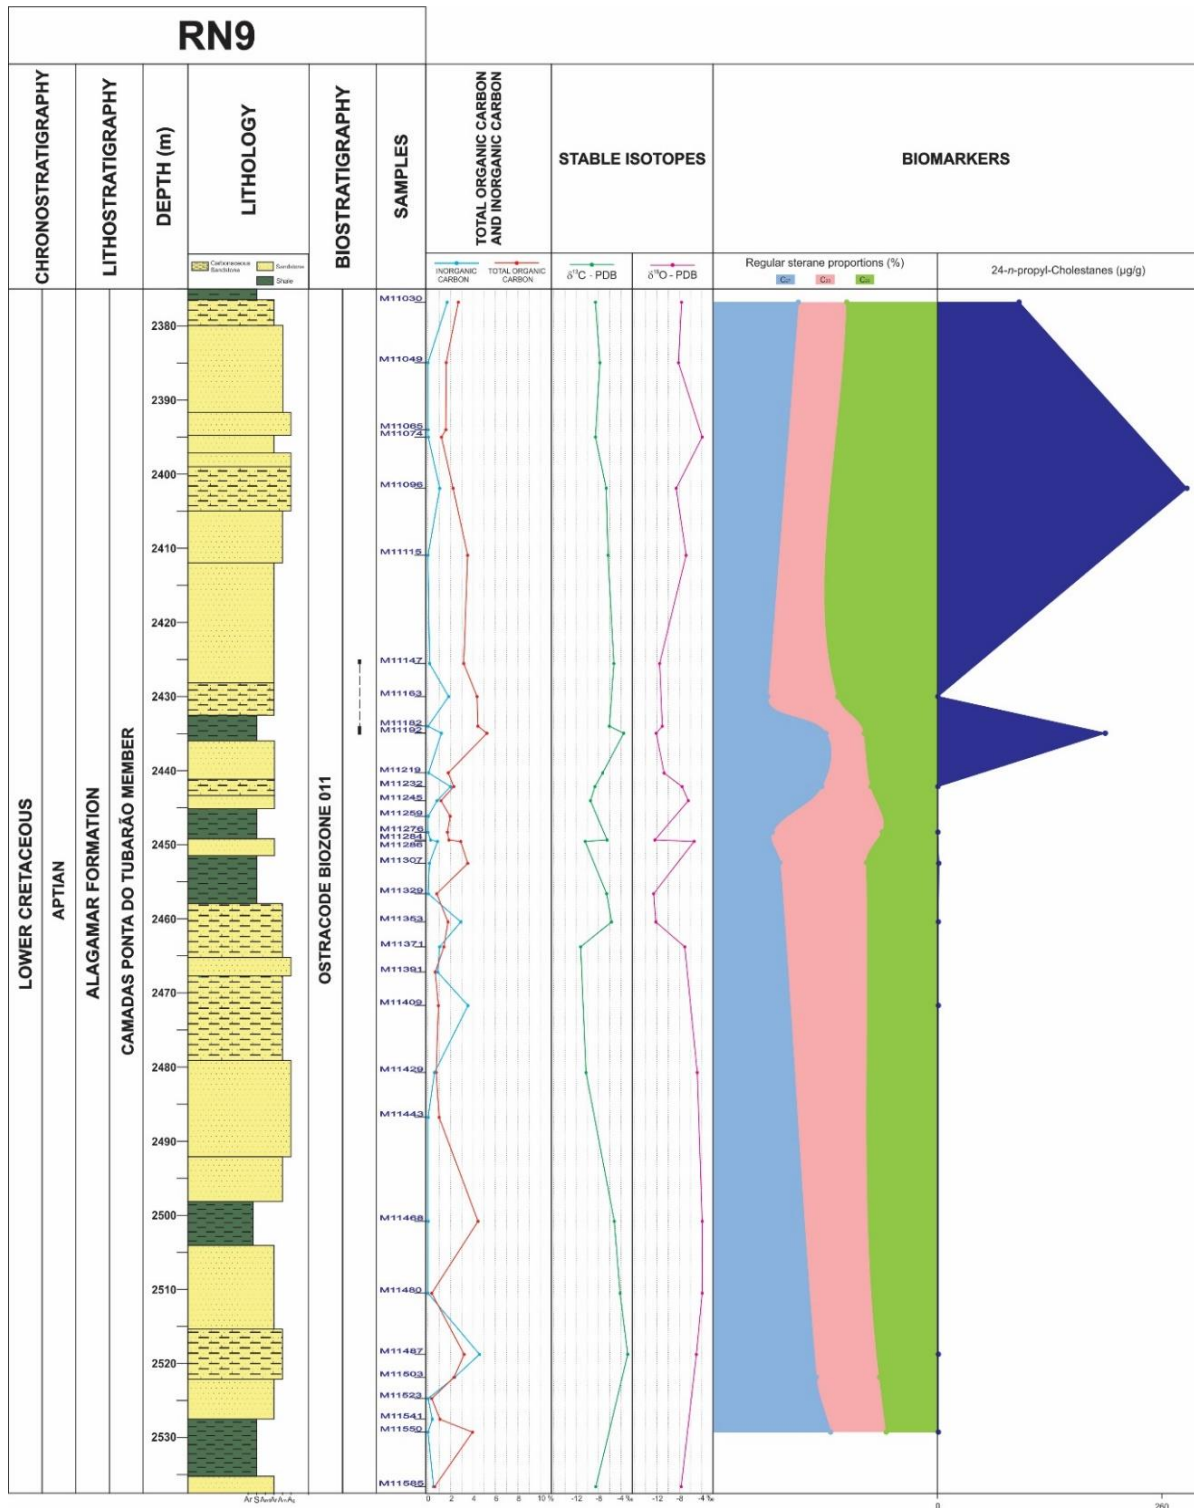 RN9
CHRONOSTRATIGRAPHY
LITHOSTRATIGRAPHY
DEPTH (m)
LITHOLOGY
BIOSTRATIGRAPHY
SAMPLES
TOTAL ORGANIC CARBON
AND INORGANIC CARBON
STABLE ISOTOPES
BIOMARKERS
Carbonaceous
Sandstone
Sandstone
Shale
INORGANIC
CARBON
TOTAL ORGANIC
CARBON
δ¹³C - PDB
δ¹⁸O - PDB
Regular sterane proportions (%)
24-n-propyl-Cholestanes (µg/g)
LOWER CRETACEOUS
APTIAN
ALAGAMAR FORMATION
CAMADAS PONTA DO TUBARÃO MEMBER
OSTRACODE BIOZONE 011
2380
2390
2400
2410
2420
2430
2440
2450
2460
2470
2480
2490
2500
2510
2520
2530
M11030
M11049
M11065
M11074
M11096
M11115
M11147
M11163
M11182
M11192
M11219
M11232
M11245
M11259
M11276
M11284
M11286
M11307
M11329
M11353
M11371
M11391
M11409
M11429
M11443
M11468
M11480
M11487
M11503
M11523
M11541
M11550
M11585
0 2 4 6 8 10 %
-12 -8 -4 ‰
-12 -8 -4 ‰
0 260